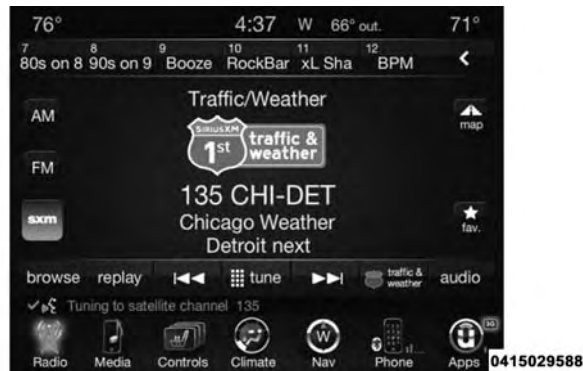 76° 4:37 W 66° out. 71°
7 8 9 10 11 12
80s on 8 90s on 9 Booze RockBar xL Sha BPM
Traffic/Weather
AM
map
SIRIUSXM
1st traffic &
weather
FM
135 CHI-DET
sxm
Chicago Weather
fav.
Detroit next
browse replay tune traffic & weather audio
Tuning to satellite channel 135
W
3G
Radio Media Controls Climate Nav Phone Apps
0415029588